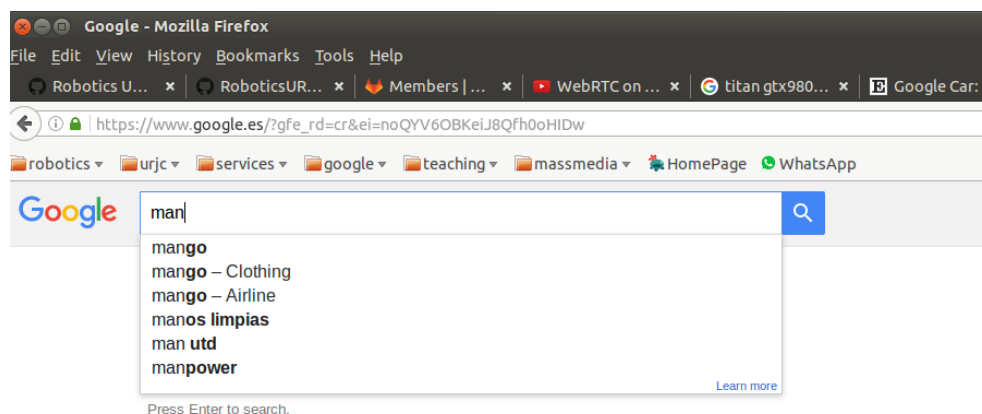 Google - Mozilla Firefox
File Edit View History Bookmarks Tools Help
Robotics U... × RoboticsUR... × Members | ... × WebRTC on ... × titan gtx980... × Google Car:
https://www.google.es/?gfe_rd=cr&ei=noQYV6OBKeiJ8Qfh0oHIDw
robotics urjc services google teaching massmedia HomePage WhatsApp
Google man
mango
mango – Clothing
mango – Airline
manos limpias
man utd
manpower
Learn more
Press Enter to search.